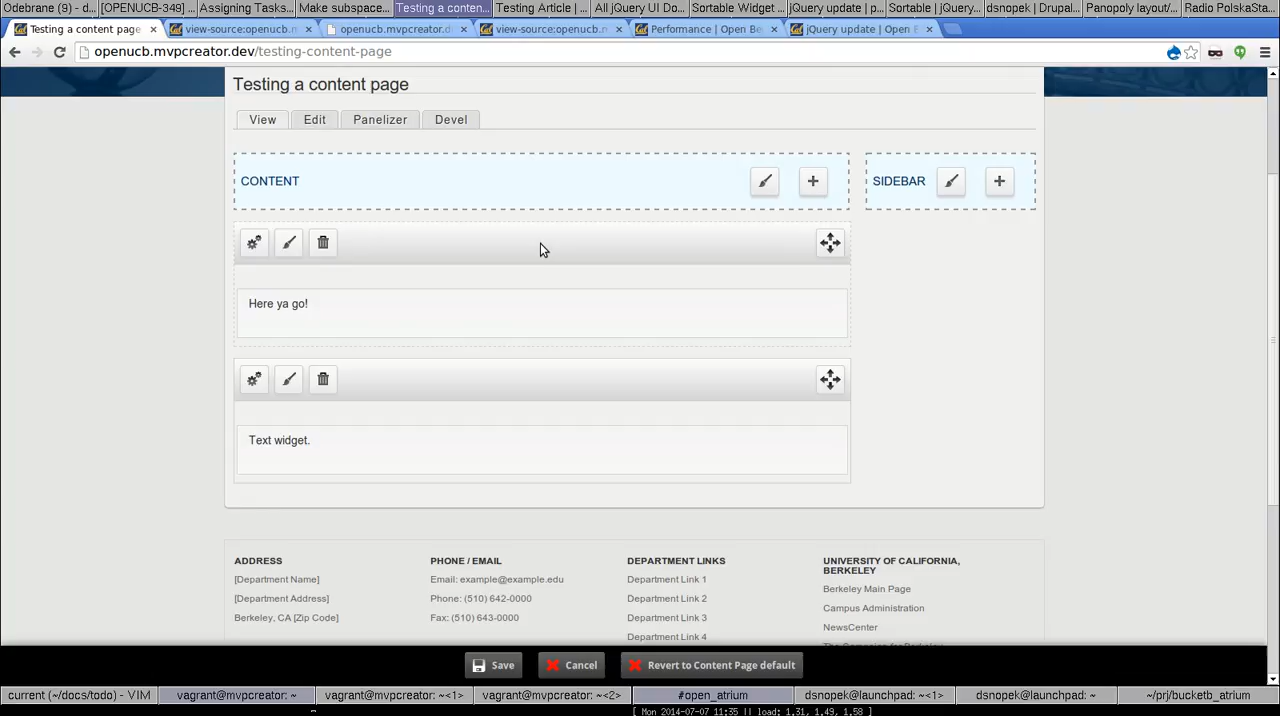 Odebrane (9) - d... [OPENUCB-349] ... Assigning Tasks... Make subspace... Testing a conten... Testing Article | ... All jQuery UI Do... Sortable Widget ... jQuery update | p... Sortable | jQuery... dsnopek | Drupal... Panopoly layout/... Radio PolskaSta...
Testing a content page × view-source:openucb.m × openucb.mvpcreator.d × view-source:openucb.m × Performance | Open Be × jQuery update | Open B ×
openucb.mvpcreator.dev/testing-content-page
Testing a content page
View Edit Panelizer Devel
CONTENT SIDEBAR
Here ya go!
Text widget.
ADDRESS PHONE / EMAIL DEPARTMENT LINKS UNIVERSITY OF CALIFORNIA,
BERKELEY
[Department Name] Email: example@example.edu Department Link 1 Berkeley Main Page
[Department Address] Phone: (510) 642-0000 Department Link 2 Campus Administration
Berkeley, CA [Zip Code] Fax: (510) 643-0000 Department Link 3 NewsCenter
Department Link 4
Save Cancel Revert to Content Page default
current (~/docs/todo) - VIM vagrant@mvpcreator: ~ vagrant@mvpcreator: ~<1> vagrant@mvpcreator: ~<2> #open_atrium dsnopek@launchpad: ~<1> dsnopek@launchpad: ~ ~/prj/bucketb_atrium
[ Mon 2014-07-07 11:35 || load: 1.31, 1.49, 1.58 ]